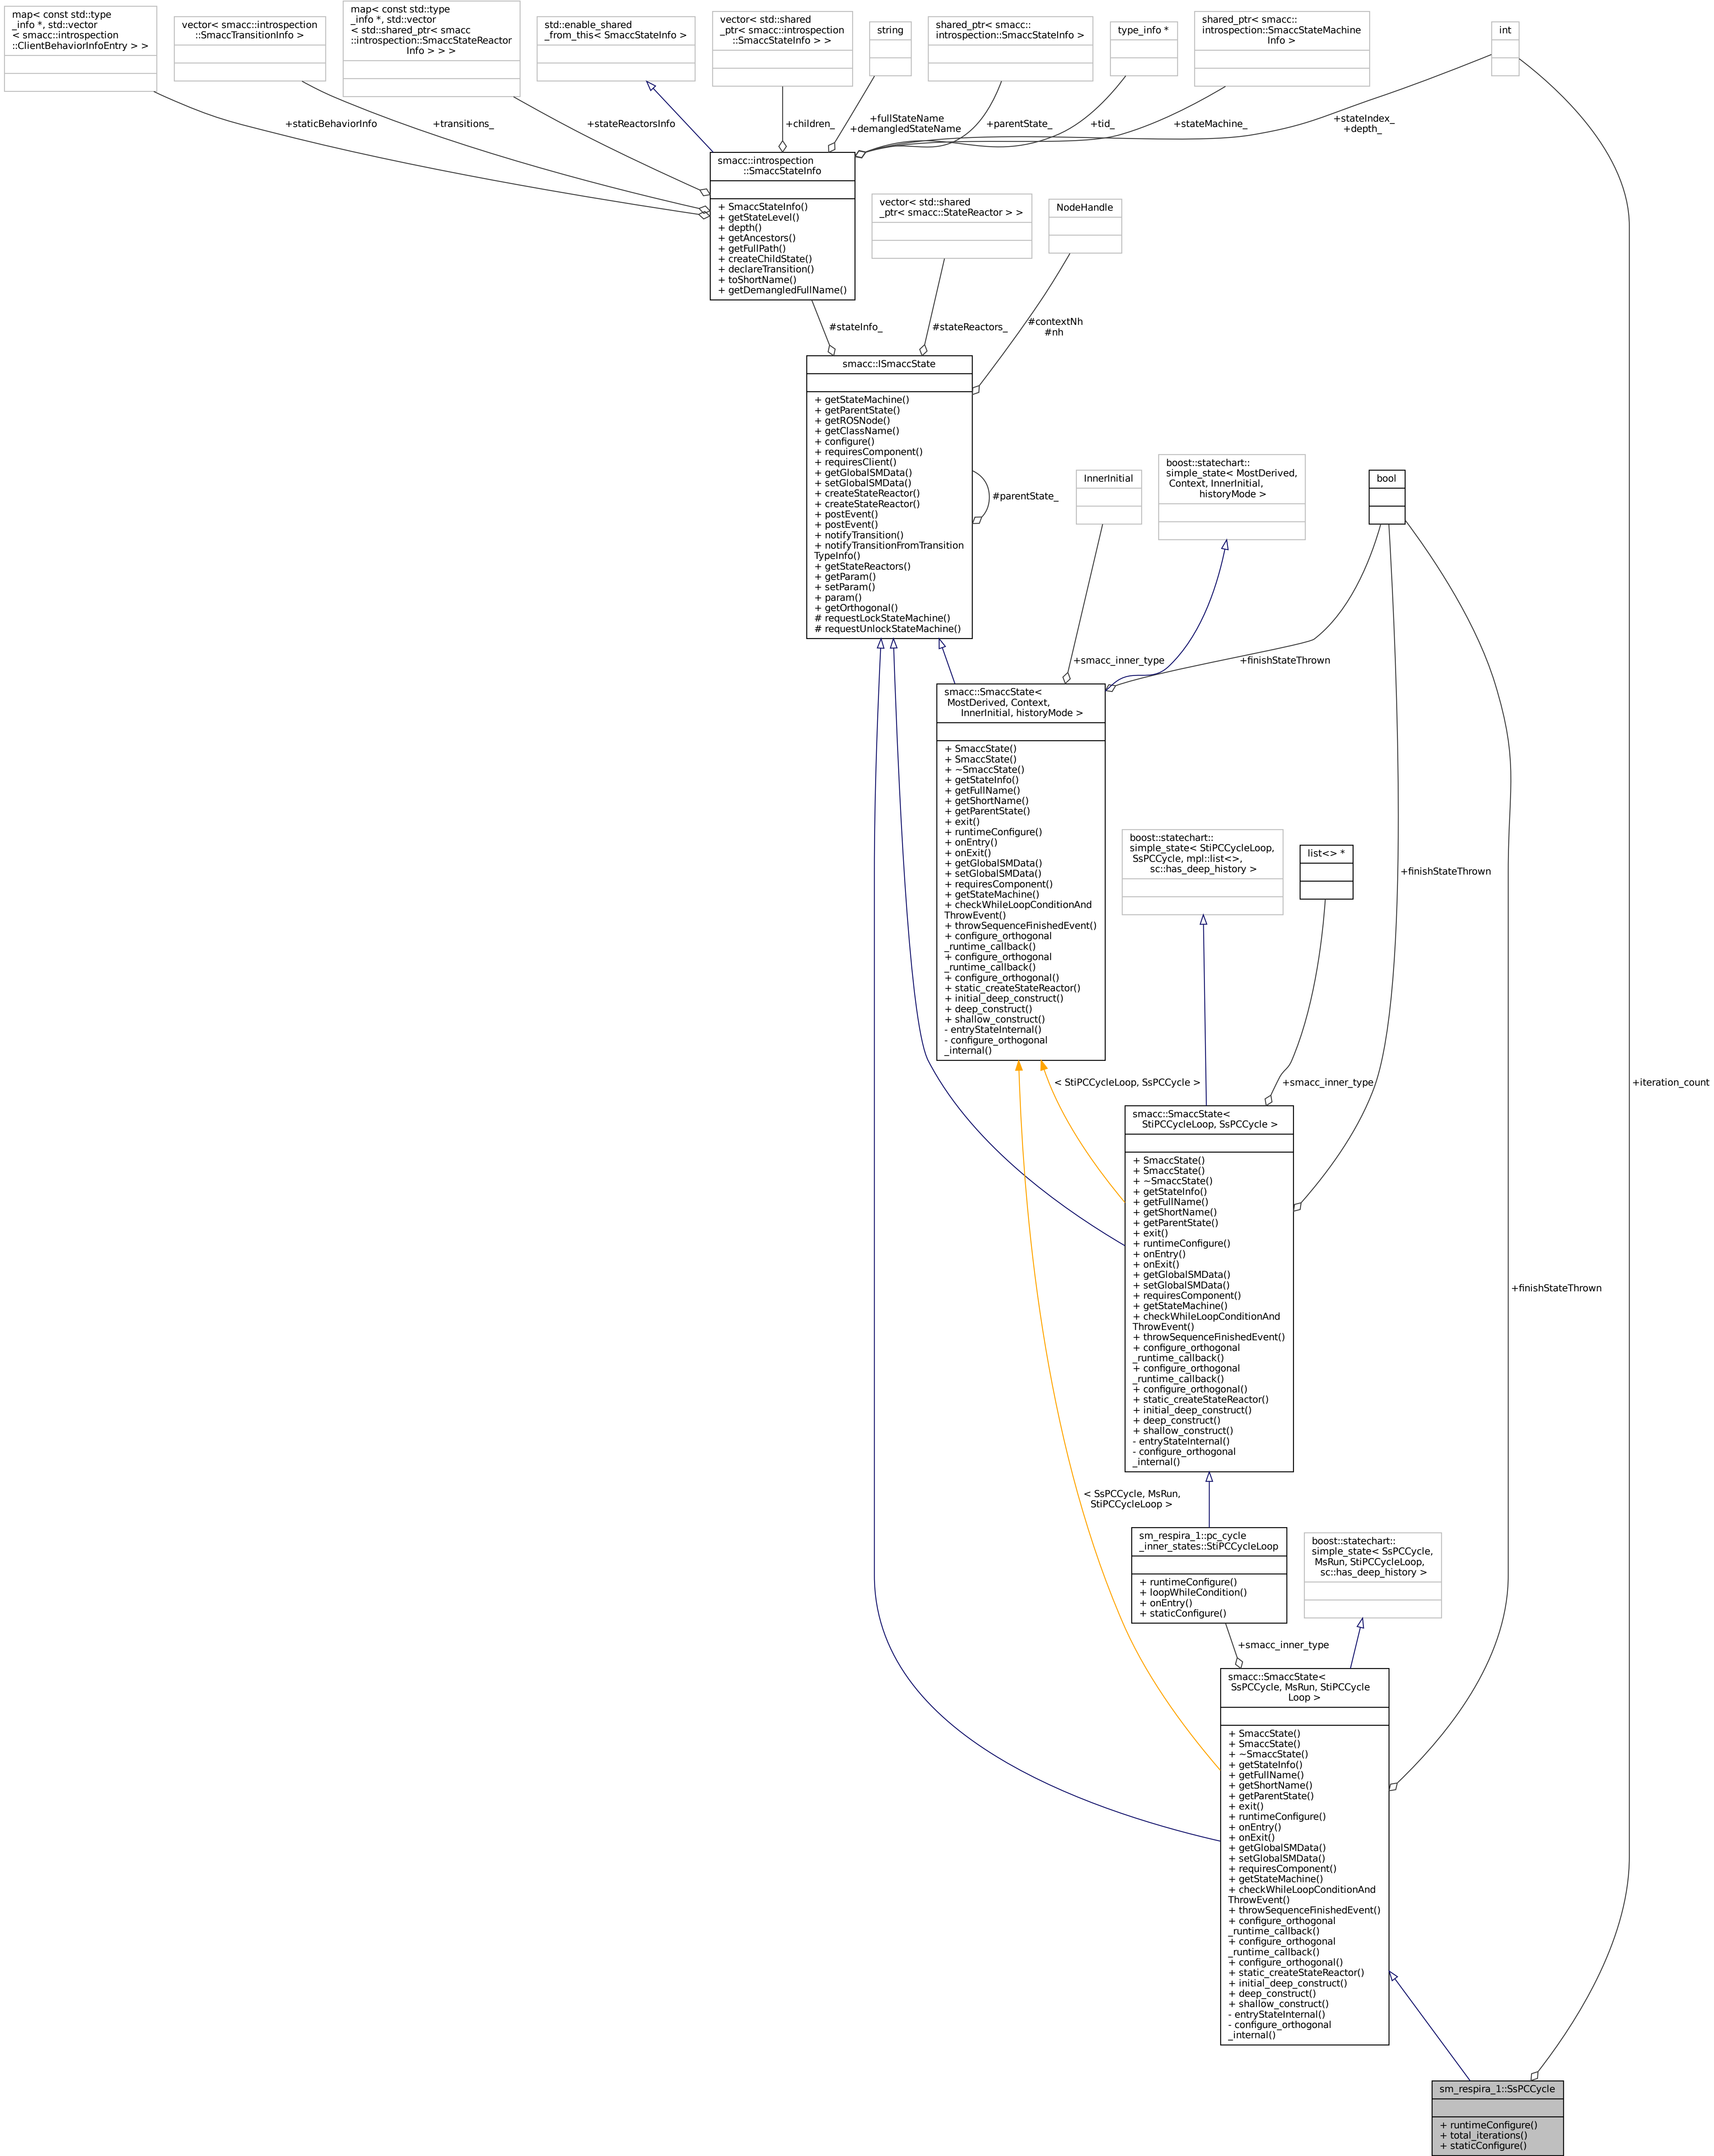 map< const std::type
_info *, std::vector
< smacc::introspection
::ClientBehaviorInfoEntry > >
vector< smacc::introspection
::SmaccTransitionInfo >
map< const std::type
_info *, std::vector
< std::shared_ptr< smacc
::introspection::SmaccStateReactor
Info > > >
std::enable_shared
_from_this< SmaccStateInfo >
vector< std::shared
_ptr< smacc::introspection
::SmaccStateInfo > >
string
shared_ptr< smacc::
introspection::SmaccStateInfo >
type_info *
shared_ptr< smacc::
introspection::SmaccStateMachine
Info >
int
+staticBehaviorInfo
+transitions_
+stateReactorsInfo
+children_
+fullStateName
+demangledStateName
+parentState_
+tid_
+stateMachine_
+stateIndex_
+depth_
smacc::introspection
::SmaccStateInfo
+ SmaccStateInfo()
+ getStateLevel()
+ depth()
+ getAncestors()
+ getFullPath()
+ createChildState()
+ declareTransition()
+ toShortName()
+ getDemangledFullName()
vector< std::shared
_ptr< smacc::StateReactor > >
NodeHandle
#stateInfo_
#stateReactors_
#contextNh
#nh
smacc::ISmaccState
+ getStateMachine()
+ getParentState()
+ getROSNode()
+ getClassName()
+ configure()
+ requiresComponent()
+ requiresClient()
+ getGlobalSMData()
+ setGlobalSMData()
+ createStateReactor()
+ createStateReactor()
+ postEvent()
+ postEvent()
+ notifyTransition()
+ notifyTransitionFromTransition
TypeInfo()
+ getStateReactors()
+ getParam()
+ setParam()
+ param()
+ getOrthogonal()
# requestLockStateMachine()
# requestUnlockStateMachine()
#parentState_
InnerInitial
boost::statechart::
simple_state< MostDerived,
Context, InnerInitial,
historyMode >
bool
+smacc_inner_type
+finishStateThrown
smacc::SmaccState<
MostDerived, Context,
InnerInitial, historyMode >
+ SmaccState()
+ SmaccState()
+ ~SmaccState()
+ getStateInfo()
+ getFullName()
+ getShortName()
+ getParentState()
+ exit()
+ runtimeConfigure()
+ onEntry()
+ onExit()
+ getGlobalSMData()
+ setGlobalSMData()
+ requiresComponent()
+ getStateMachine()
+ checkWhileLoopConditionAnd
ThrowEvent()
+ throwSequenceFinishedEvent()
+ configure_orthogonal
_runtime_callback()
+ configure_orthogonal
_runtime_callback()
+ configure_orthogonal()
+ static_createStateReactor()
+ initial_deep_construct()
+ deep_construct()
+ shallow_construct()
- entryStateInternal()
- configure_orthogonal
_internal()
boost::statechart::
simple_state< StiPCCycleLoop,
SsPCCycle, mpl::list<>,
sc::has_deep_history >
list<> *
+finishStateThrown
< StiPCCycleLoop, SsPCCycle >
+smacc_inner_type
+iteration_count
smacc::SmaccState<
StiPCCycleLoop, SsPCCycle >
+ SmaccState()
+ SmaccState()
+ ~SmaccState()
+ getStateInfo()
+ getFullName()
+ getShortName()
+ getParentState()
+ exit()
+ runtimeConfigure()
+ onEntry()
+ onExit()
+ getGlobalSMData()
+ setGlobalSMData()
+ requiresComponent()
+ getStateMachine()
+ checkWhileLoopConditionAnd
ThrowEvent()
+ throwSequenceFinishedEvent()
+ configure_orthogonal
_runtime_callback()
+ configure_orthogonal
_runtime_callback()
+ configure_orthogonal()
+ static_createStateReactor()
+ initial_deep_construct()
+ deep_construct()
+ shallow_construct()
- entryStateInternal()
- configure_orthogonal
_internal()
+finishStateThrown
< SsPCCycle, MsRun,
StiPCCycleLoop >
sm_respira_1::pc_cycle
_inner_states::StiPCCycleLoop
+ runtimeConfigure()
+ loopWhileCondition()
+ onEntry()
+ staticConfigure()
boost::statechart::
simple_state< SsPCCycle,
MsRun, StiPCCycleLoop,
sc::has_deep_history >
+smacc_inner_type
smacc::SmaccState<
SsPCCycle, MsRun, StiPCCycle
Loop >
+ SmaccState()
+ SmaccState()
+ ~SmaccState()
+ getStateInfo()
+ getFullName()
+ getShortName()
+ getParentState()
+ exit()
+ runtimeConfigure()
+ onEntry()
+ onExit()
+ getGlobalSMData()
+ setGlobalSMData()
+ requiresComponent()
+ getStateMachine()
+ checkWhileLoopConditionAnd
ThrowEvent()
+ throwSequenceFinishedEvent()
+ configure_orthogonal
_runtime_callback()
+ configure_orthogonal
_runtime_callback()
+ configure_orthogonal()
+ static_createStateReactor()
+ initial_deep_construct()
+ deep_construct()
+ shallow_construct()
- entryStateInternal()
- configure_orthogonal
_internal()
sm_respira_1::SsPCCycle
+ runtimeConfigure()
+ total_iterations()
+ staticConfigure()